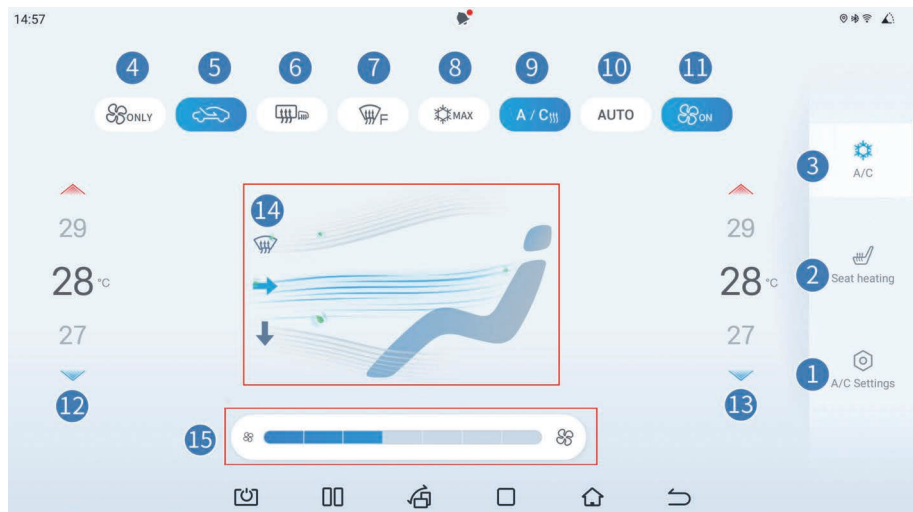 14:57
4 5 6 7 8 9 10 11
ONLY F MAX A / C AUTO ON
3
A/C
14
29 29
28 °C 28 °C
2
Seat heating
27 27
1
A/C Settings
12 13
15